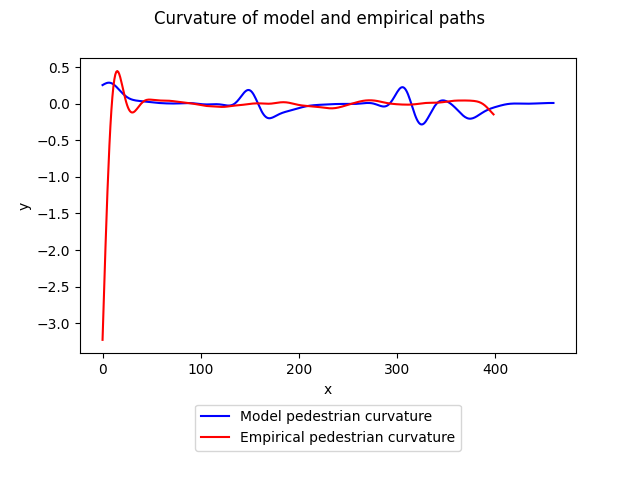 Curvature of model and empirical paths
0.5
0.0
−0.5
−1.0
−1.5
−2.0
−2.5
−3.0
y
0 100 200 300 400
x
Model pedestrian curvature
Empirical pedestrian curvature